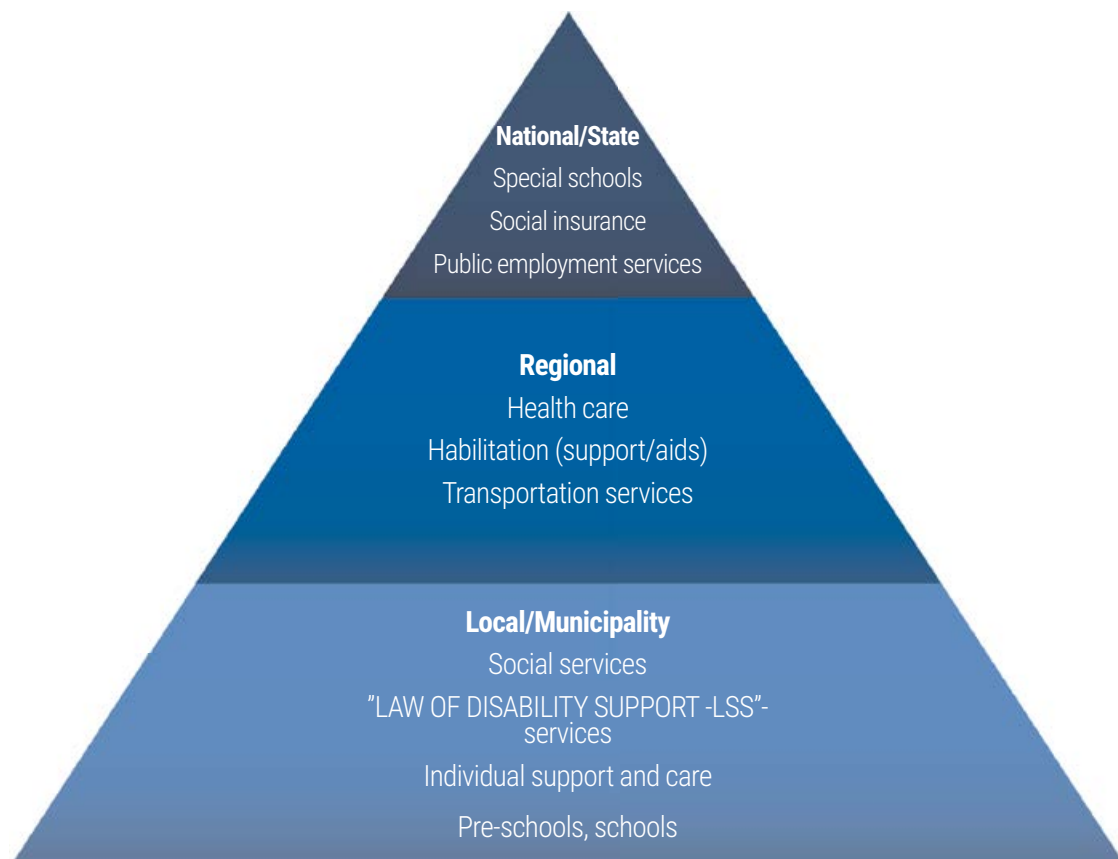 National/State
Special schools
Social insurance
Public employment services
Regional
Health care
Habilitation (support/aids)
Transportation services
Local/Municipality
Social services
”LAW OF DISABILITY SUPPORT -LSS”-
services
Individual support and care
Pre-schools, schools